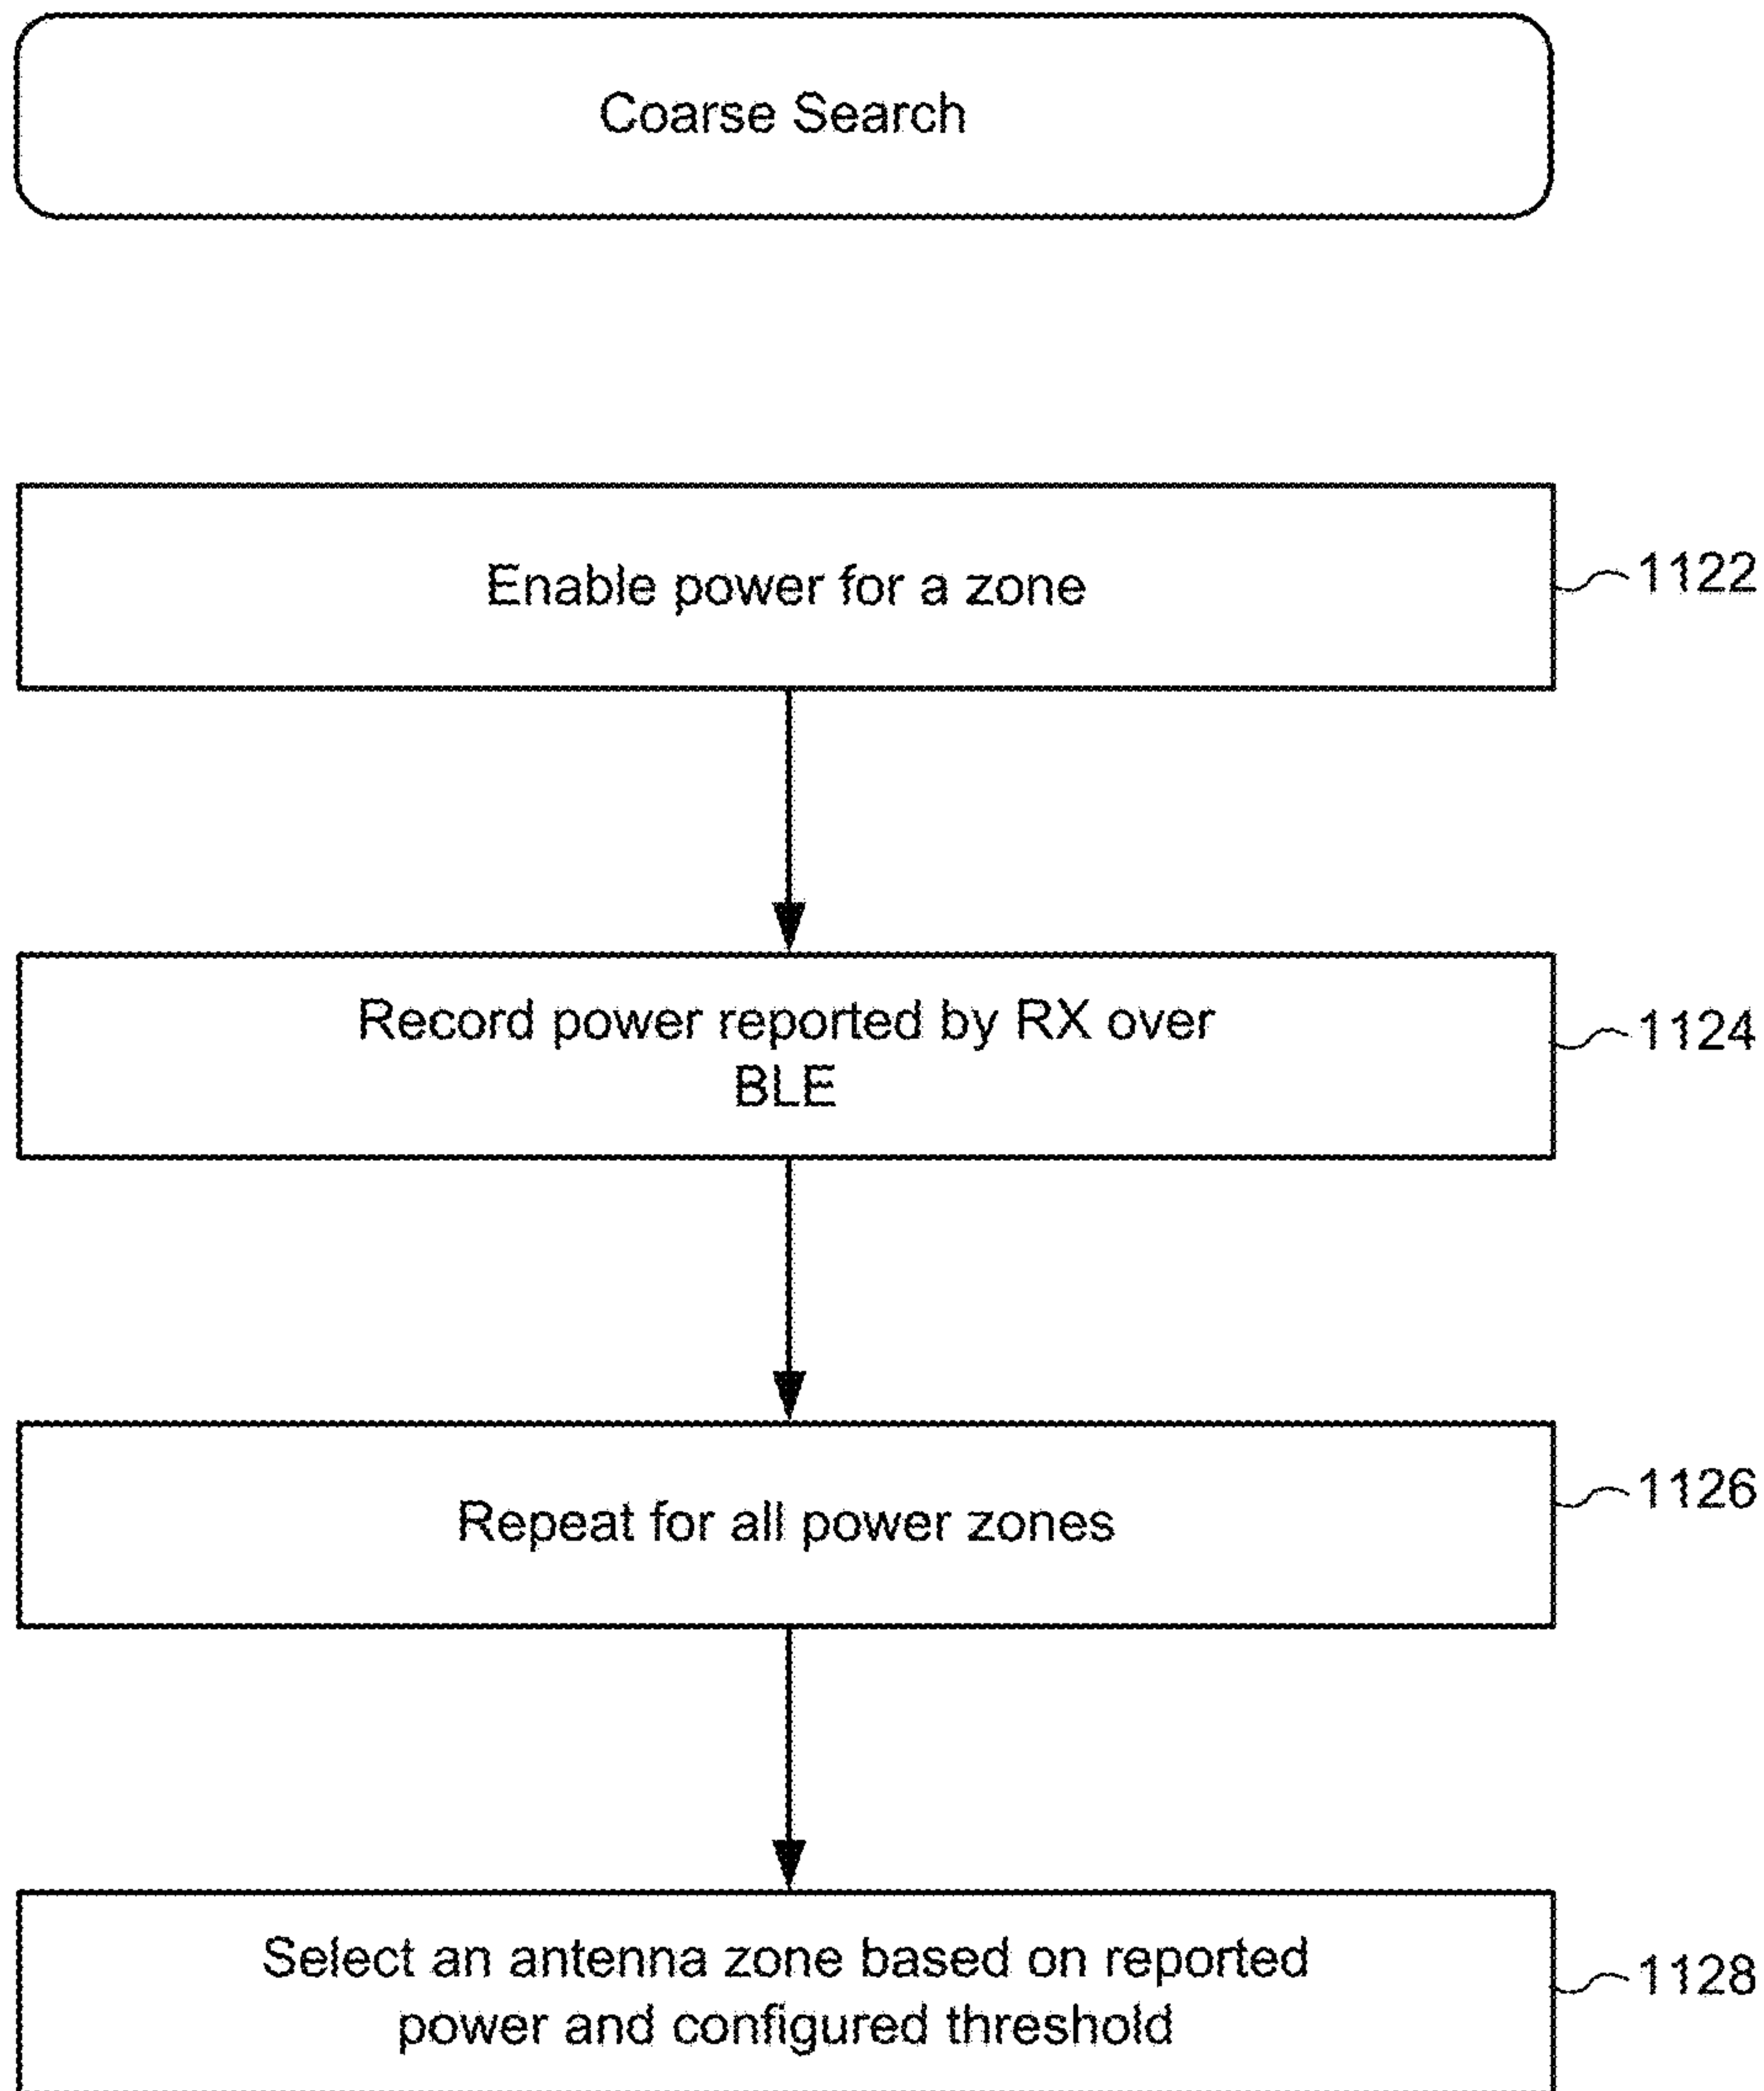 Coarse Search
Enable power for a zone
1122
Record power reported by RX over
BLE
1124
Repeat for all power zones
1126
Select an antenna zone based on reported
power and configured threshold
1128